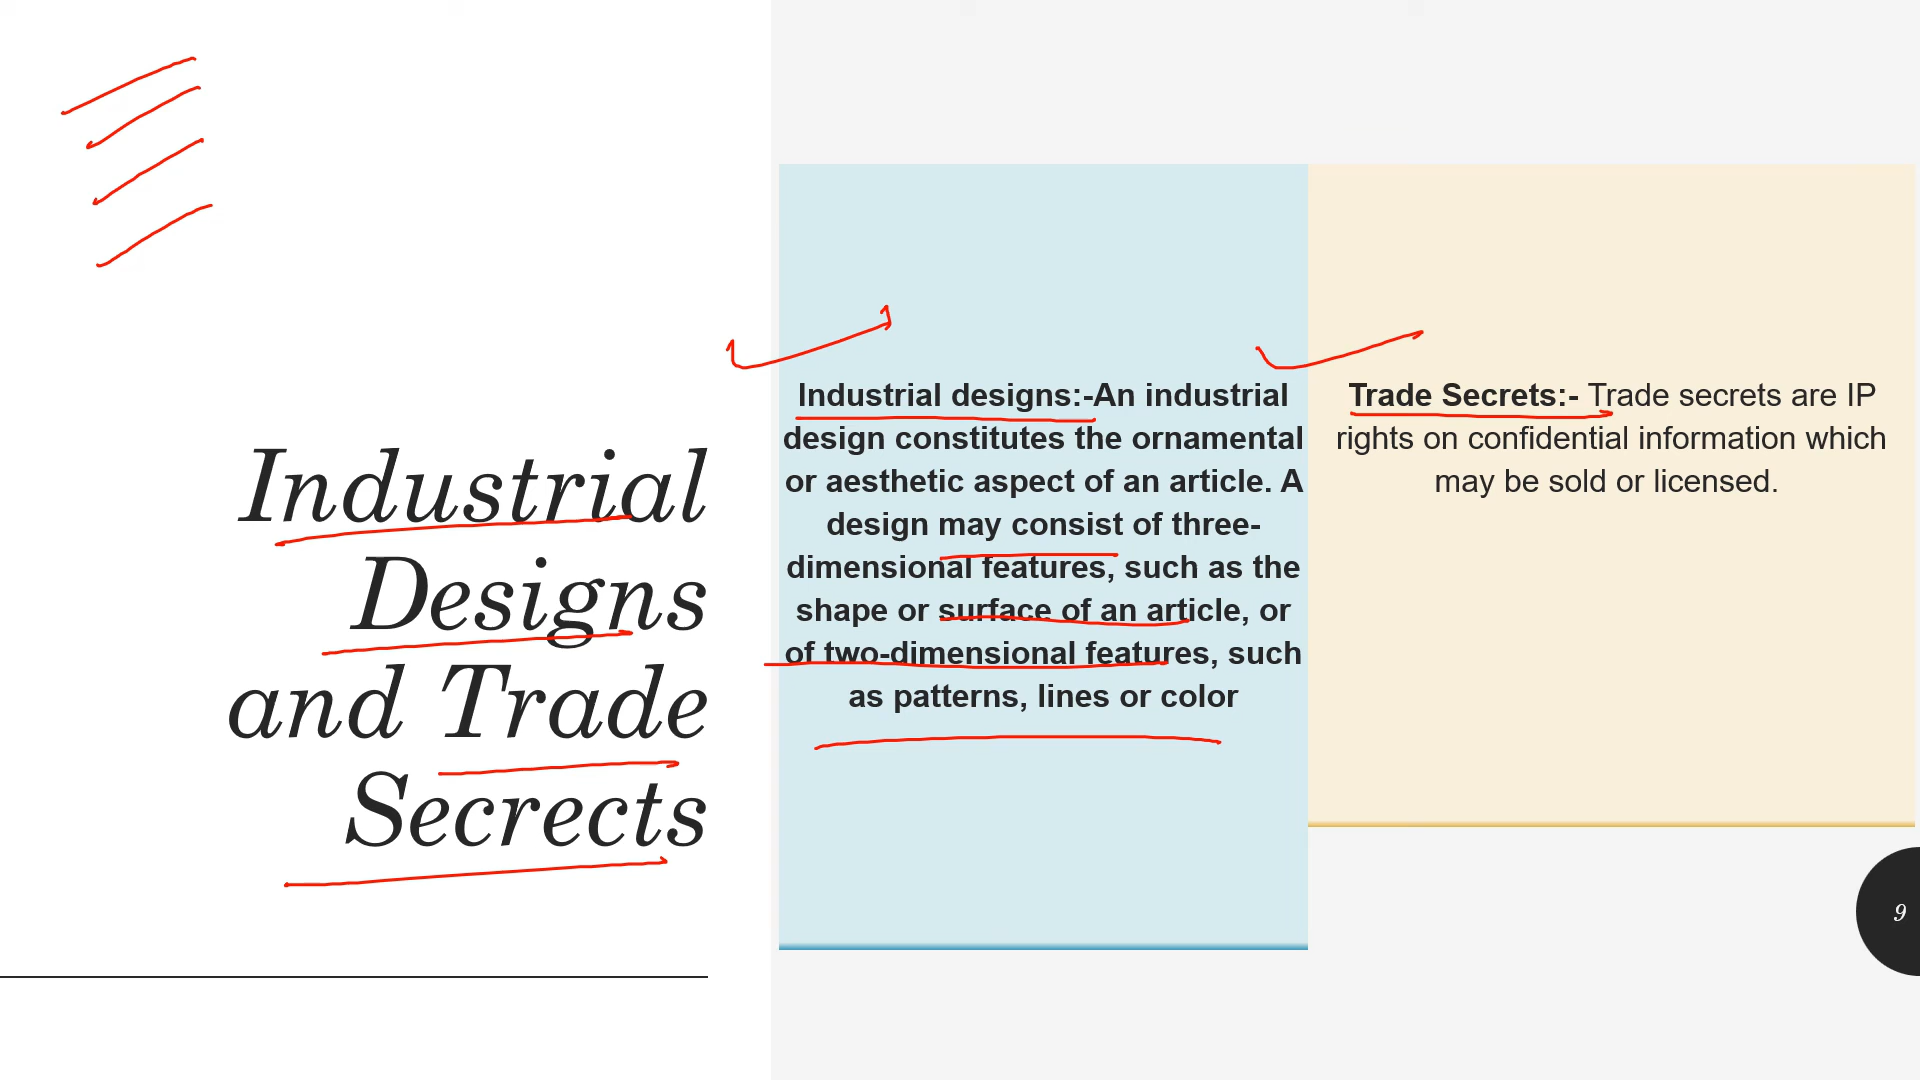 Industrial
Designs
and Trade
Secrects
Industrial designs:-An industrial
design constitutes the ornamental
or aesthetic aspect of an article. A
design may consist of three-
dimensional features, such as the
shape or surface of an article, or
of two-dimensional features, such
as patterns, lines or color
Trade Secrets:- Trade secrets are IP
rights on confidential information which
may be sold or licensed.
9